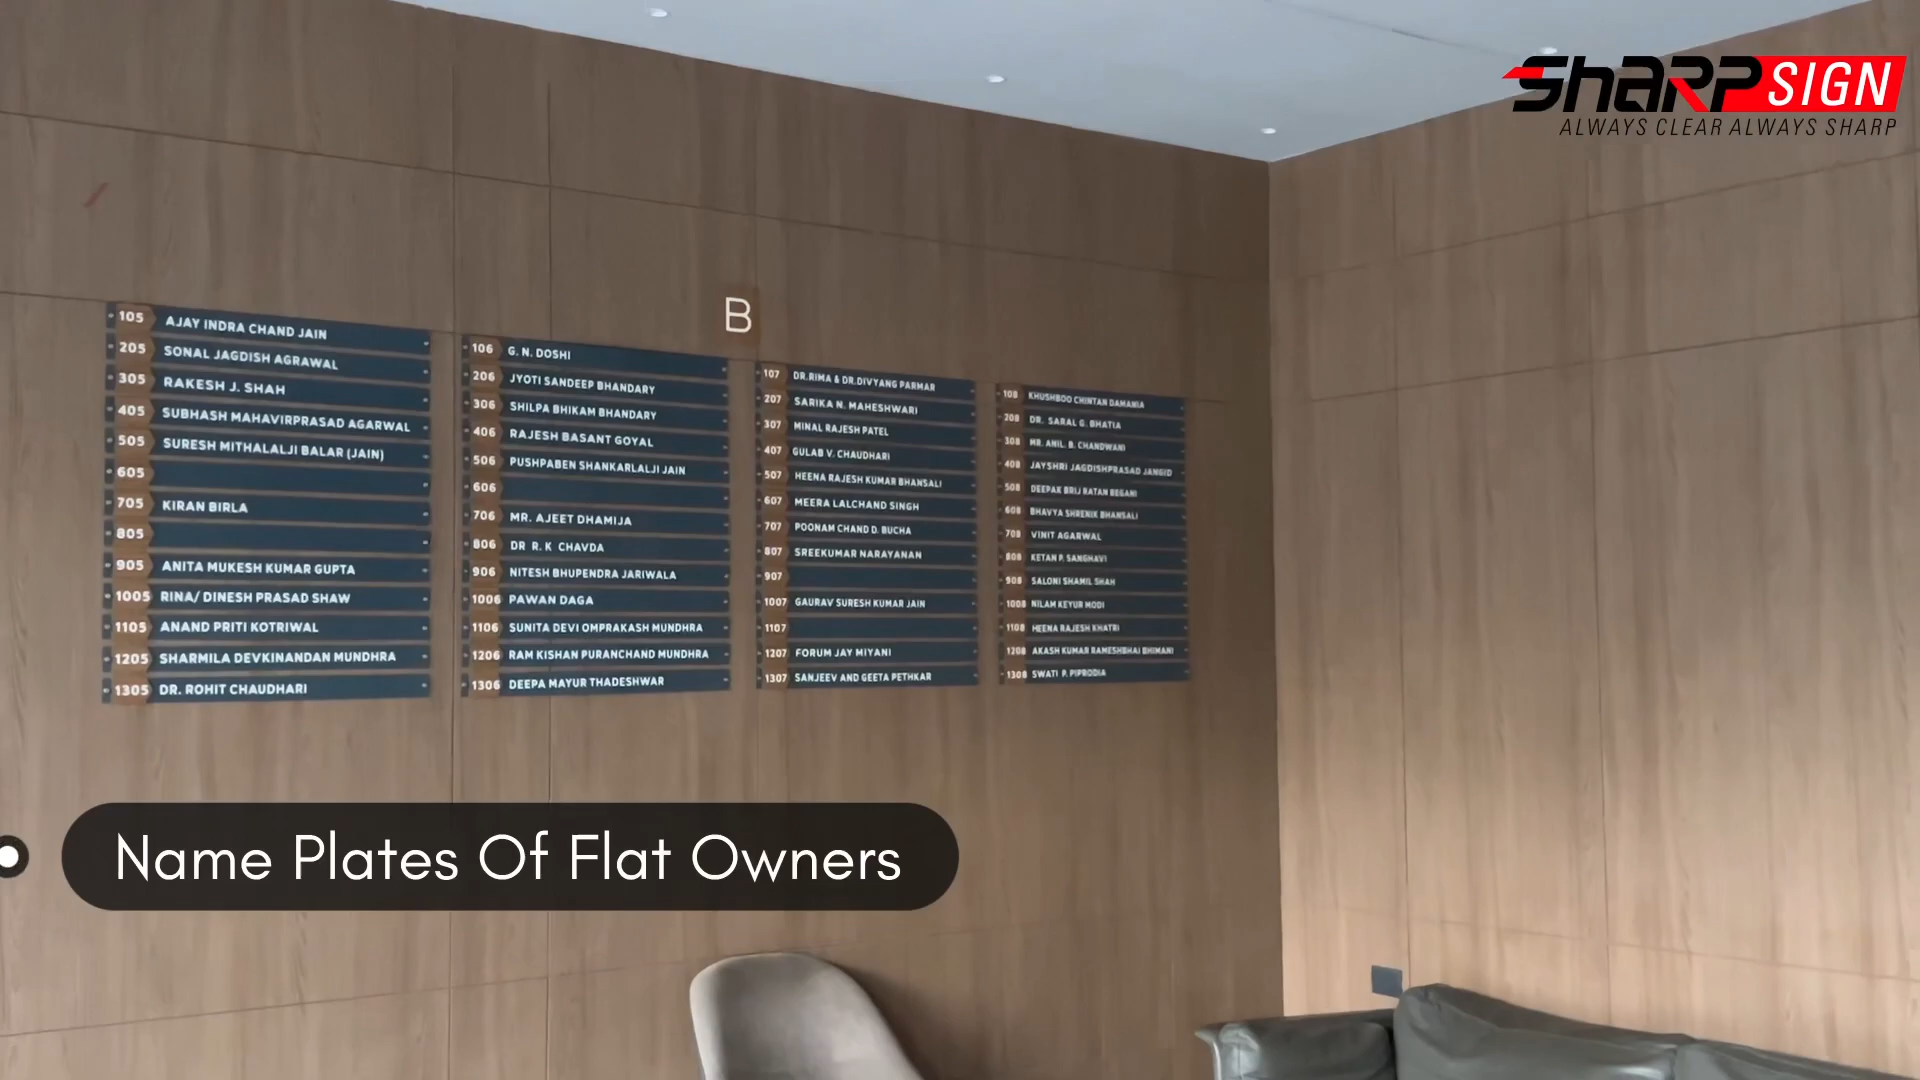 SHARP SIGN
ALWAYS CLEAR ALWAYS SHARP
B
105 AJAY INDRA CHAND JAIN
205 SONAL JAGDISH AGRAWAL
305 RAKESH J. SHAH
405 SUBHASH MAHAVIRPRASAD AGARWAL
505 SURESH MITHALALJI BALAR (JAIN)
605
705 KIRAN BIRLA
805
905 ANITA MUKESH KUMAR GUPTA
1005 RINA/ DINESH PRASAD SHAW
1105 ANAND PRITI KOTRIWAL
1205 SHARMILA DEVKINANDAN MUNDHRA
1305 DR. ROHIT CHAUDHARI
106 G. N. DOSHI
206 JYOTI SANDEEP BHANDARY
306 SHILPA BHIKAM BHANDARY
406 RAJESH BASANT GOYAL
506 PUSHPABEN SHANKARLALJI JAIN
606
706 MR. AJEET DHAMIJA
806 DR R. K CHAVDA
906 NITESH BHUPENDRA JARIWALA
1006 PAWAN DAGA
1106 SUNITA DEVI OMPRAKASH MUNDHRA
1206 RAM KISHAN PURANCHAND MUNDHRA
1306 DEEPA MAYUR THADESHWAR
107 DR.RIMA & DR.DIVYANG PARMAR
207 SARIKA N. MAHESHWARI
307 MINAL RAJESH PATEL
407 GULAB V. CHAUDHARI
507 HEENA RAJESH KUMAR BHANSALI
607 MEERA LALCHAND SINGH
707 POONAM CHAND D. BUCHA
807 SREEKUMAR NARAYANAN
907
1007 GAURAV SURESH KUMAR JAIN
1107
1207 FORUM JAY MIYANI
1307 SANJEEV AND GEETA PETHKAR
108 KHUSHBOO CHINTAN DAMANIA
208 DR. SARAL G. BHATIA
308 MR. ANIL. B. CHANDWANI
408 JAYSHRI JAGDISHPRASAD JANGID
508 DEEPAK BRIJ RATAN BEGANI
608 BHAVYA SHRENIK BHANSALI
708 VINIT AGARWAL
808 KETAN P. SANGHAVI
908 SALONI SHAMIL SHAH
1008 NILAM KEYUR MODI
1108 HEENA RAJESH KHATRI
1208 AKASH KUMAR RAMESHBHAI BHIMANI
1308 SWATI P. PIPRODIA
Name Plates Of Flat Owners